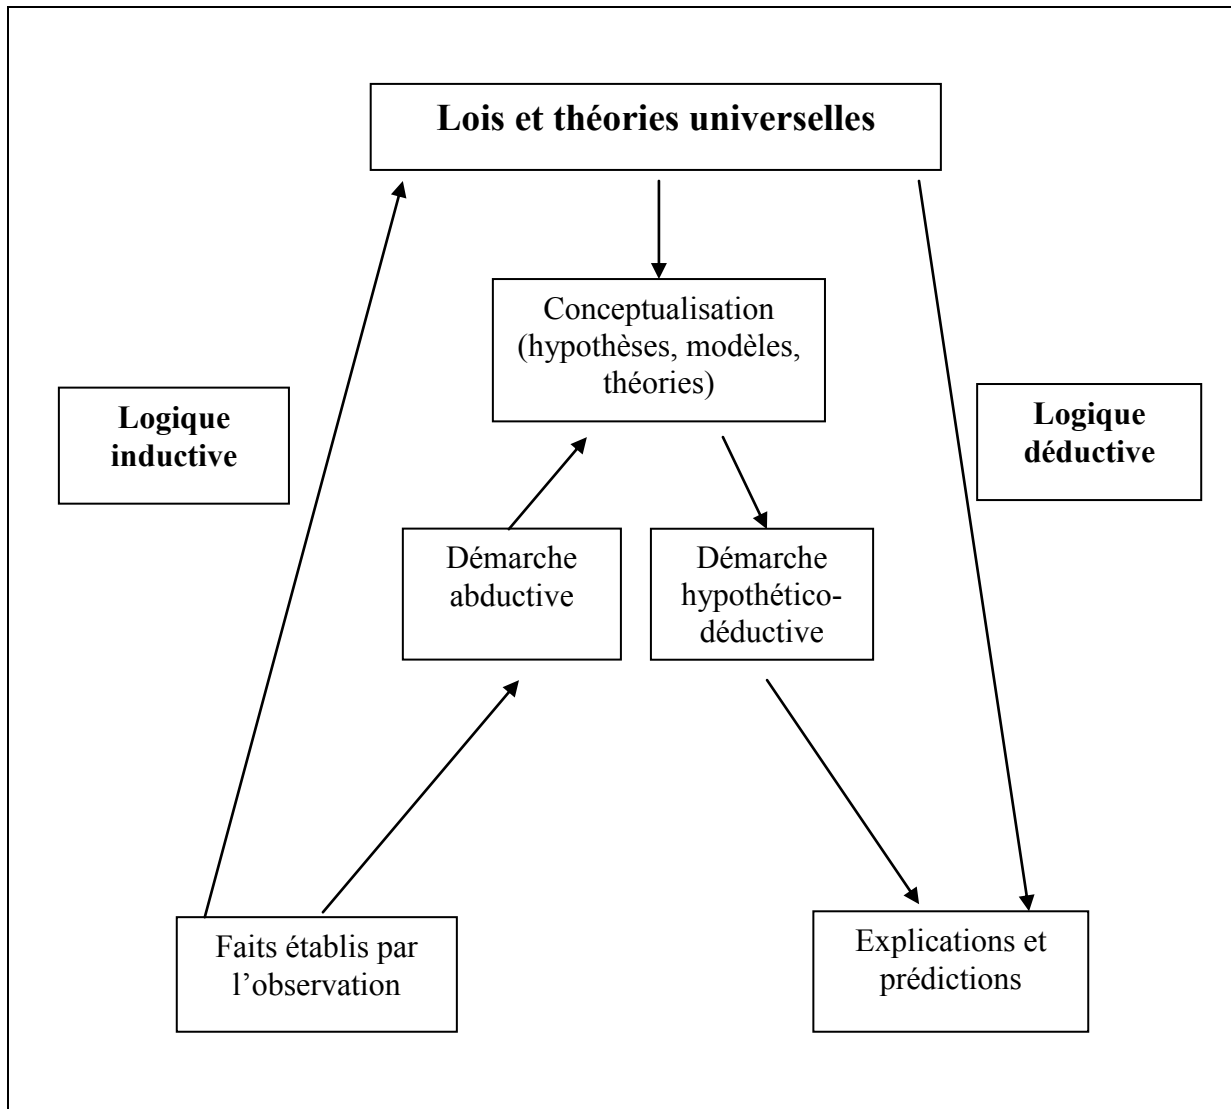 Lois et théories universelles
Conceptualisation
(hypothèses, modèles,
théories)
Logique
inductive
Logique
déductive
Démarche
abductive
Démarche
hypothético-
déductive
Faits établis par
l’observation
Explications et
prédictions